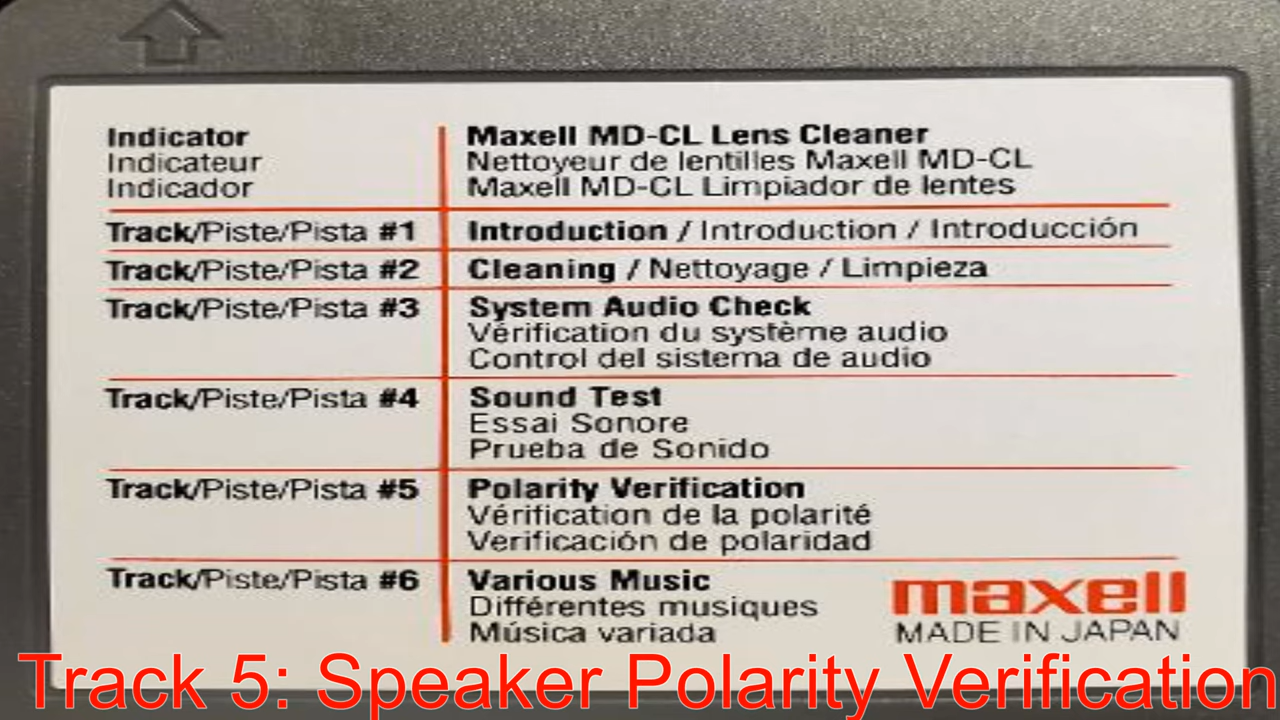 Indicator
Indicateur
Indicador
Maxell MD-CL Lens Cleaner
Nettoyeur de lentilles Maxell MD-CL
Maxell MD-CL Limpiador de lentes
Track/Piste/Pista #1
Introduction / Introduction / Introducción
Track/Piste/Pista #2
Cleaning / Nettoyage / Limpieza
Track/Piste/Pista #3
System Audio Check
Vérification du système audio
Control del sistema de audio
Track/Piste/Pista #4
Sound Test
Essai Sonore
Prueba de Sonido
Track/Piste/Pista #5
Polarity Verification
Vérification de la polarité
Verificación de polaridad
Track/Piste/Pista #6
Various Music
Différentes musiques
Música variada
maxell
MADE IN JAPAN
Track 5: Speaker Polarity Verification